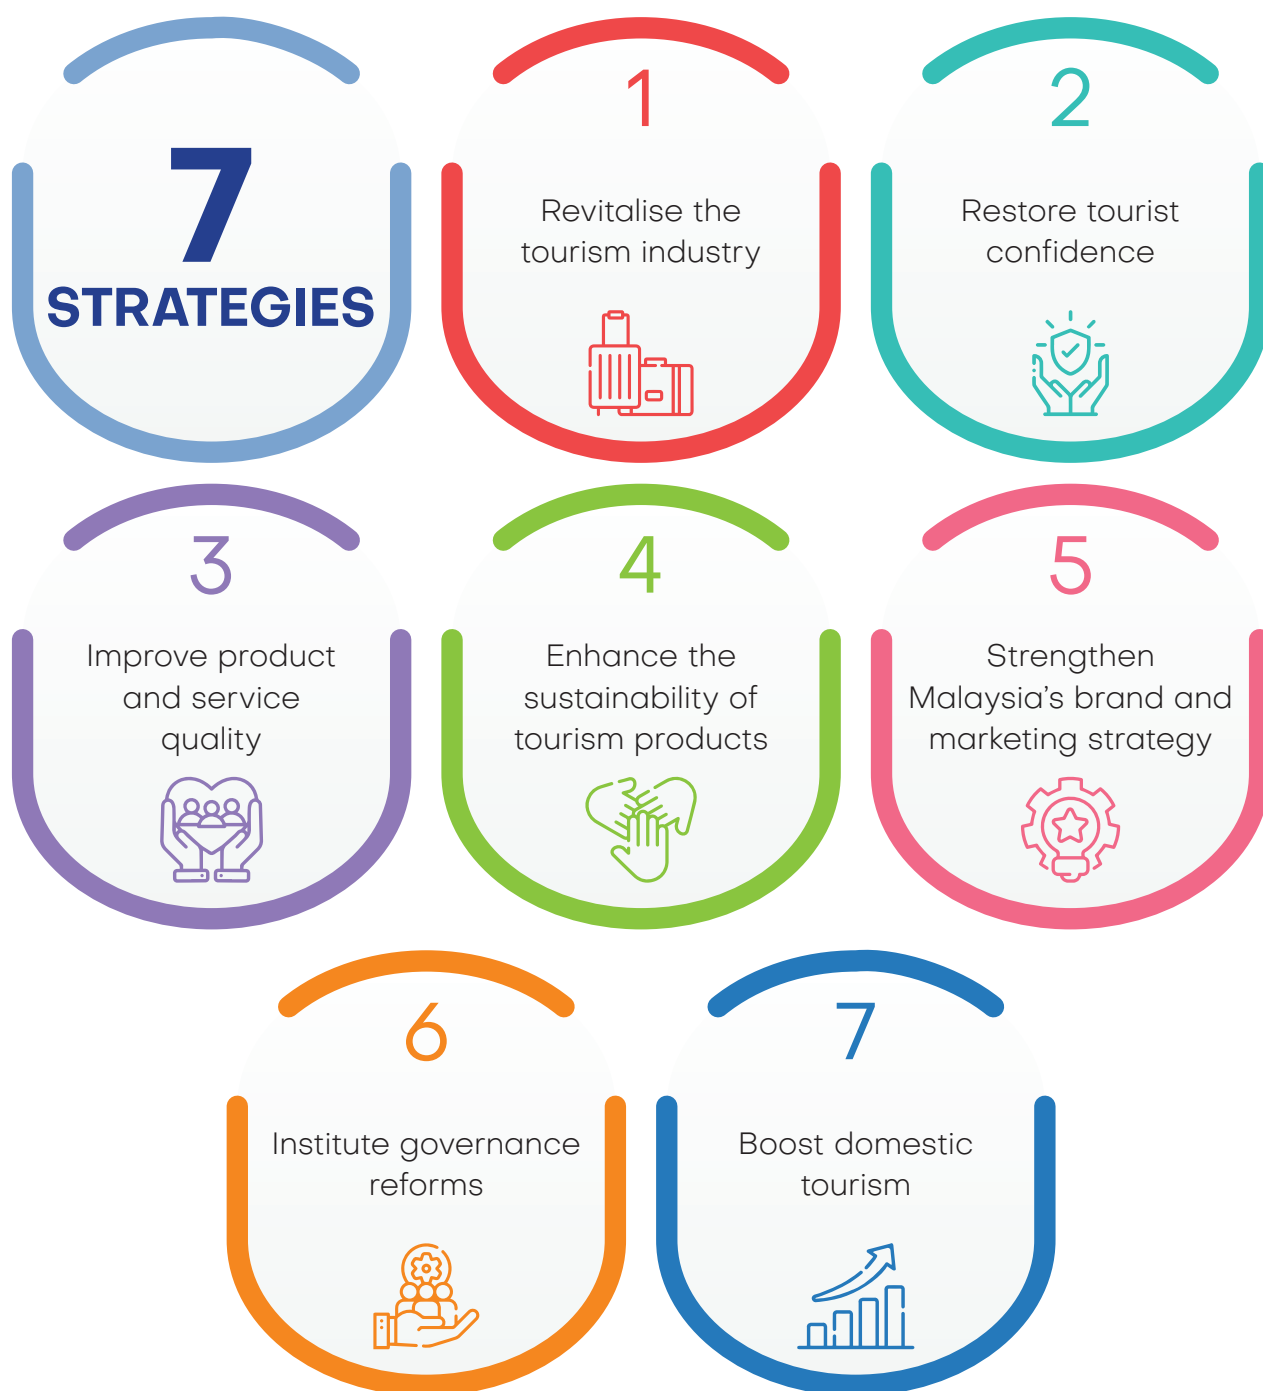 7
STRATEGIES
1
Revitalise the
tourism industry
2
Restore tourist
confidence
3
Improve product
and service
quality
4
Enhance the
sustainability of
tourism products
5
Strengthen
Malaysia’s brand and
marketing strategy
6
Institute governance
reforms
7
Boost domestic
tourism